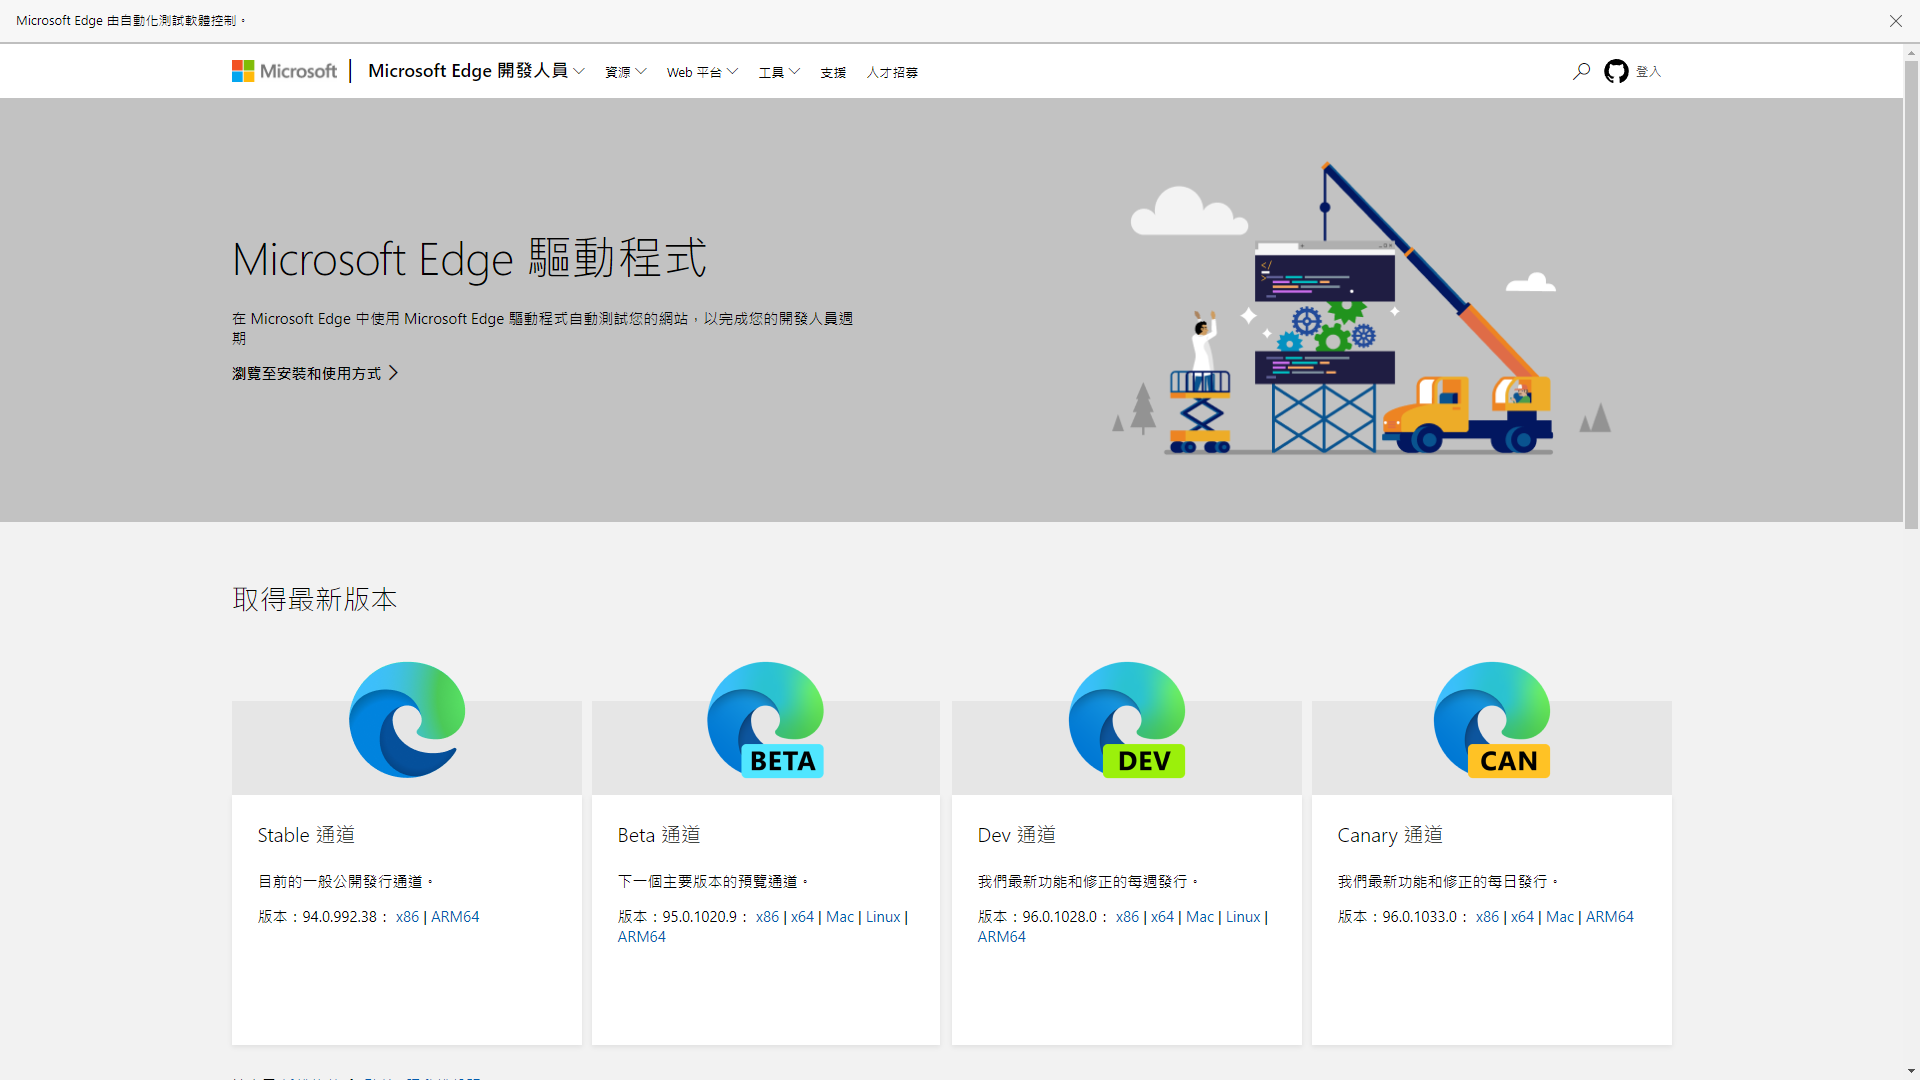 Microsoft Edge 由自動化測試軟體控制。
Microsoft
Microsoft Edge 開發人員
資源
Web 平台
工具
支援
人才招募
登入
Microsoft Edge 驅動程式
在 Microsoft Edge 中使用 Microsoft Edge 驅動程式自動測試您的網站，以完成您的開發人員週
期
瀏覽至安裝和使用方式
取得最新版本
BETA
DEV
CAN
Stable 通道
目前的一般公開發行通道。
版本：94.0.992.38： x86 | ARM64
Beta 通道
下一個主要版本的預覽通道。
版本：95.0.1020.9： x86 | x64 | Mac | Linux |
ARM64
Dev 通道
我們最新功能和修正的每週發行。
版本：96.0.1028.0： x86 | x64 | Mac | Linux |
ARM64
Canary 通道
我們最新功能和修正的每日發行。
版本：96.0.1033.0： x86 | x64 | Mac | ARM64